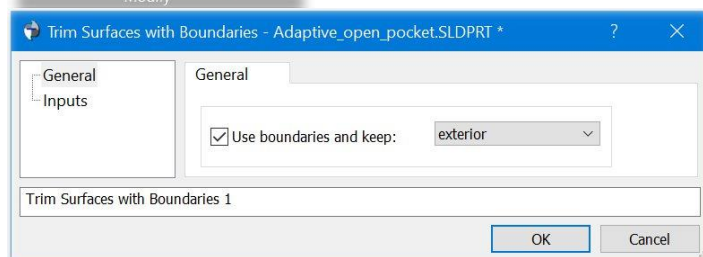 Modify
Trim Surfaces with Boundaries - Adaptive_open_pocket.SLDPRT * ?
General
Inputs
General
Use boundaries and keep: exterior
Trim Surfaces with Boundaries 1
OK Cancel